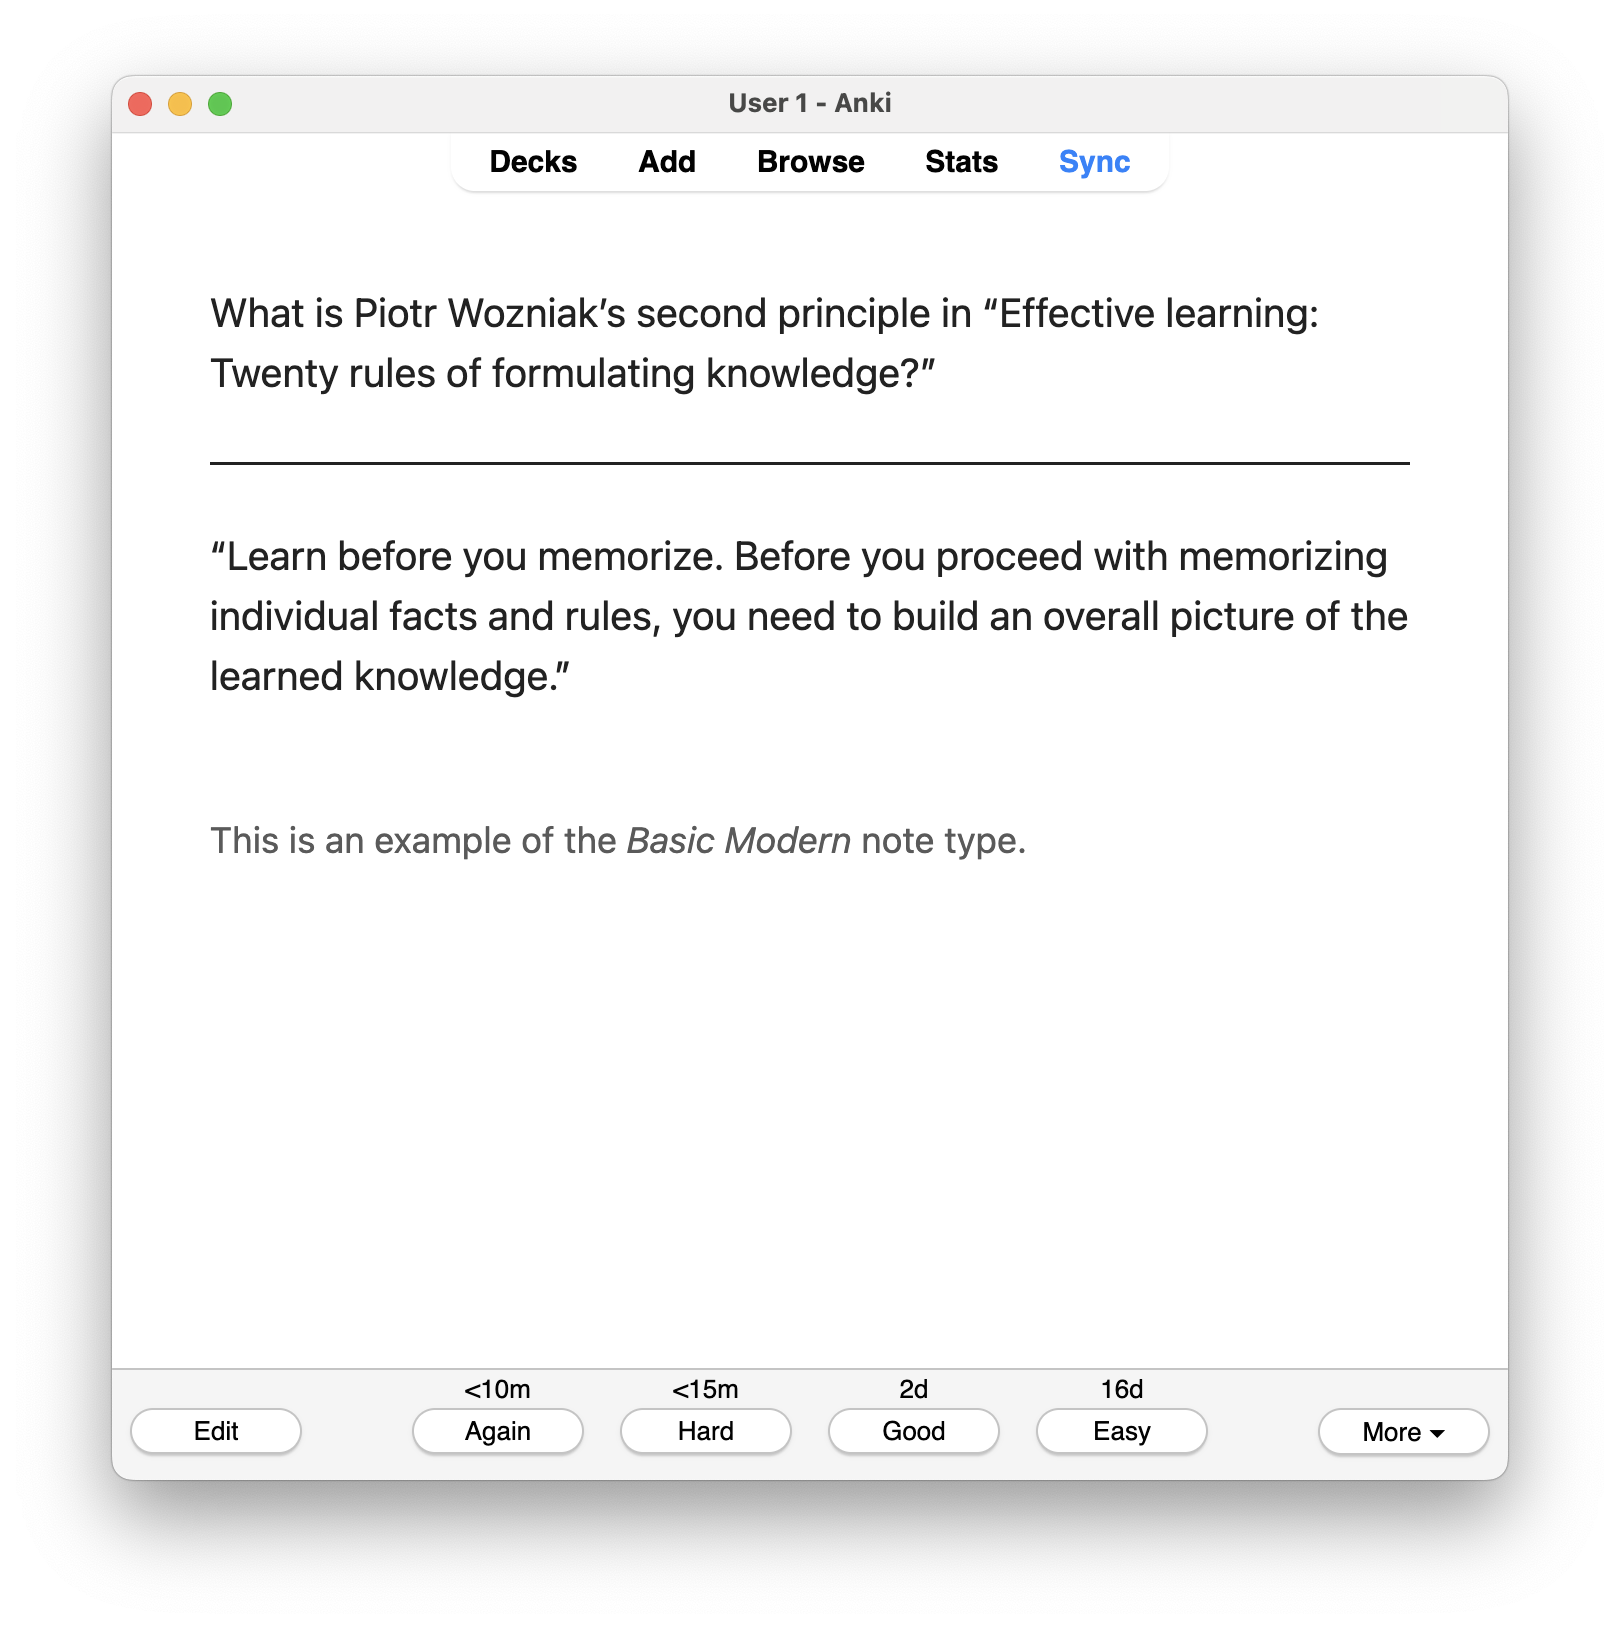 User 1 - Anki
Decks Add Browse Stats Sync
What is Piotr Wozniak’s second principle in “Effective learning:
Twenty rules of formulating knowledge?”
“Learn before you memorize. Before you proceed with memorizing
individual facts and rules, you need to build an overall picture of the
learned knowledge.”
This is an example of the Basic Modern note type.
<10m <15m 2d 16d
Edit Again Hard Good Easy More